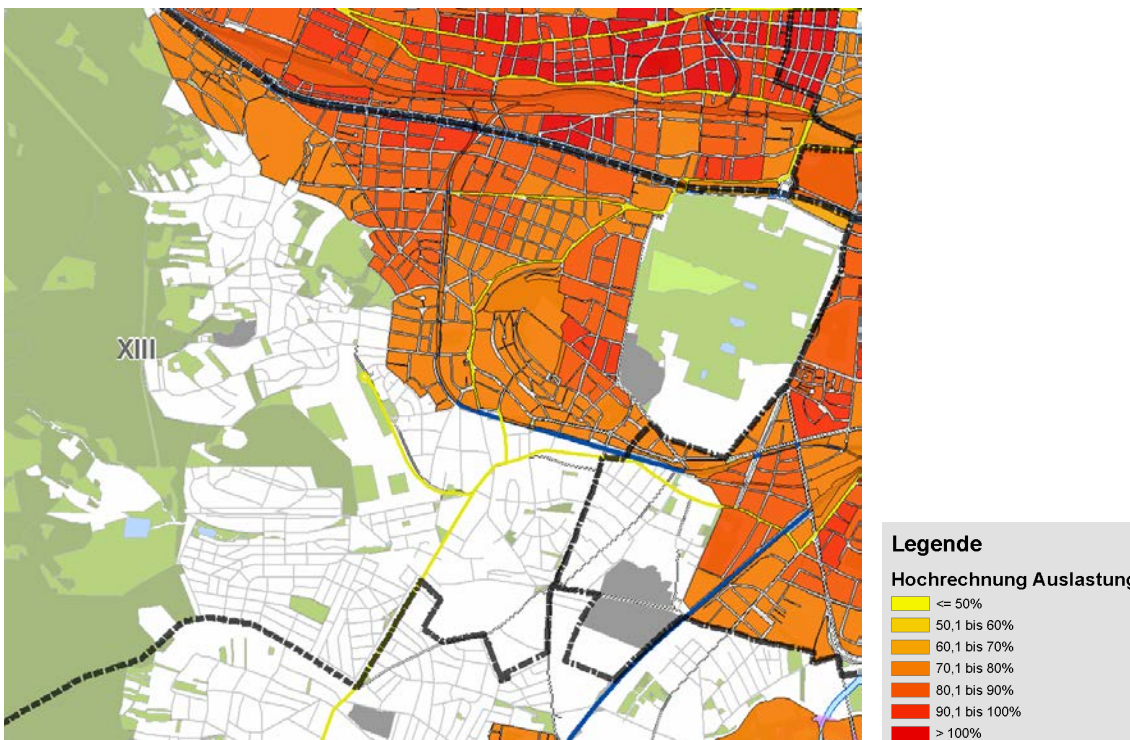 XIII
Legende
Hochrechnung Auslastung
<= 50%
50,1 bis 60%
60,1 bis 70%
70,1 bis 80%
80,1 bis 90%
90,1 bis 100%
> 100%